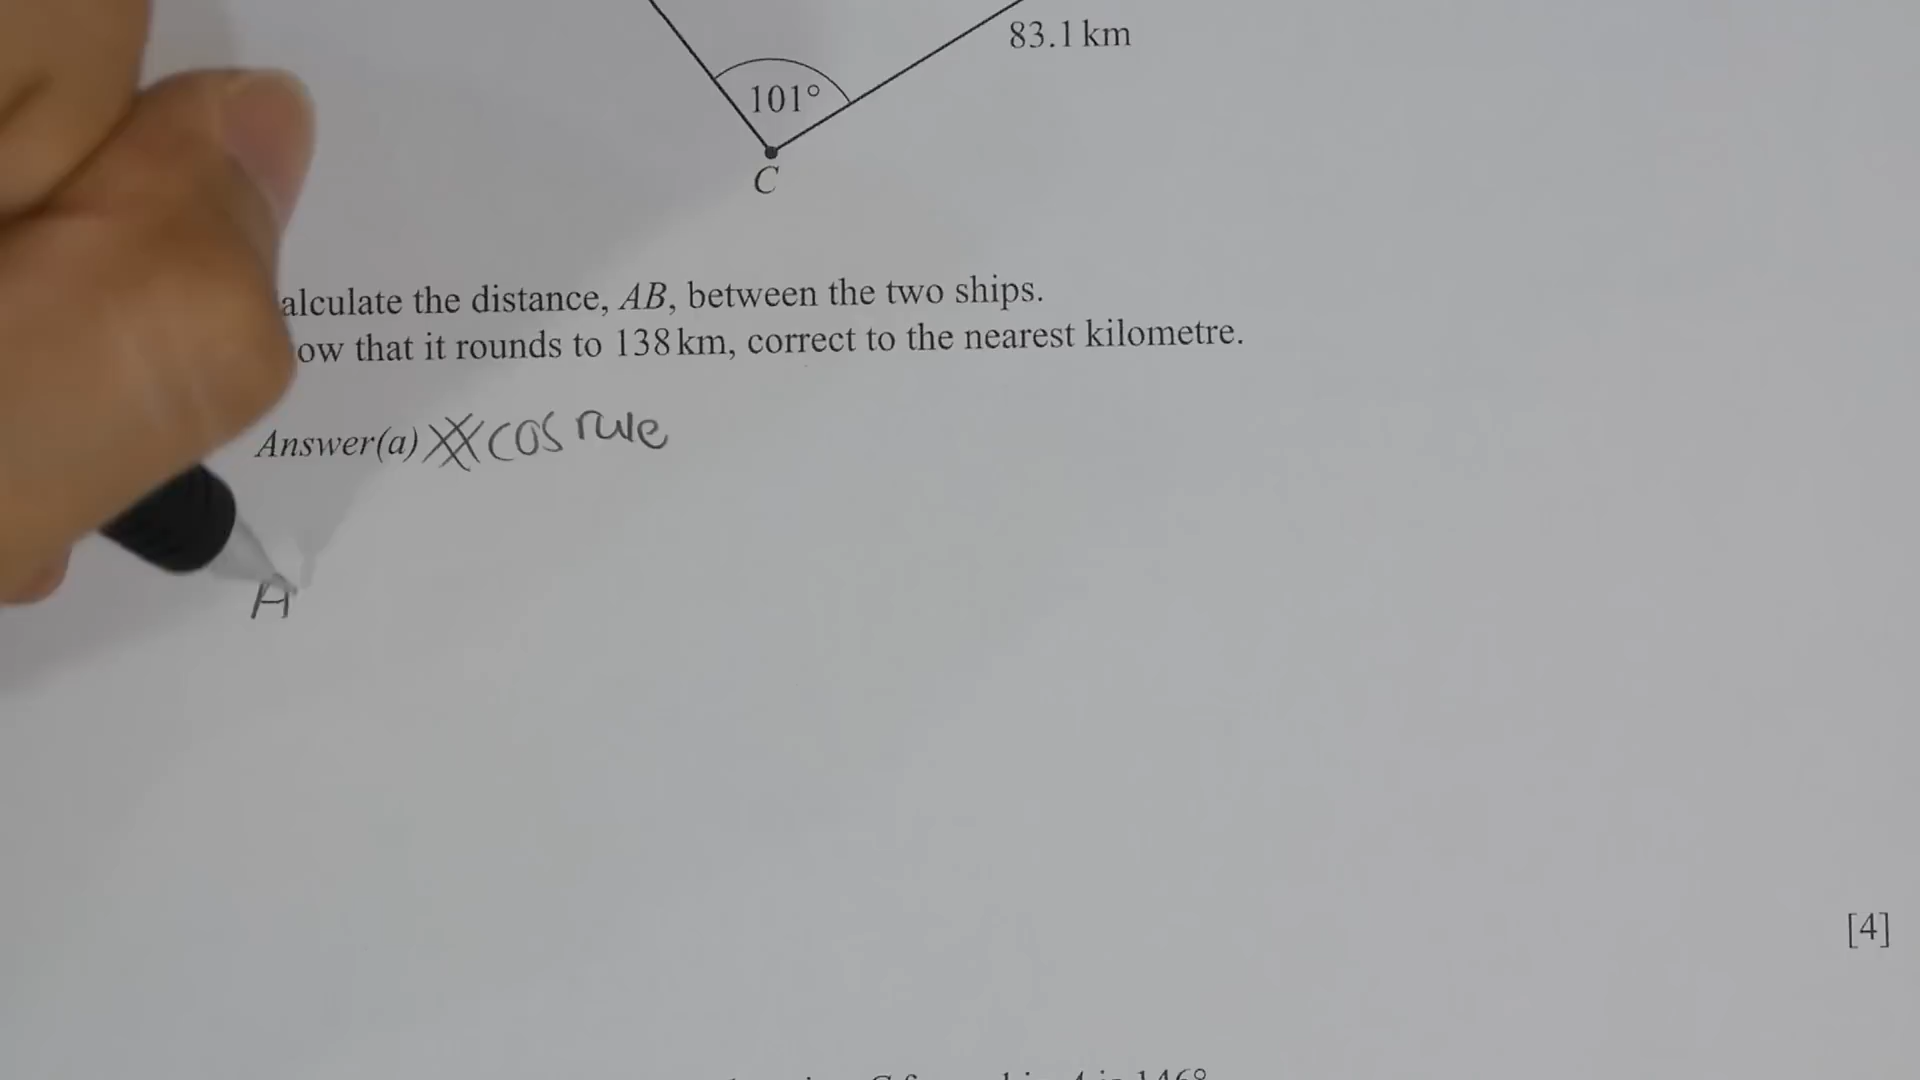 83.1 km
101°
C
alculate the distance, AB, between the two ships.
ow that it rounds to 138 km, correct to the nearest kilometre.
Answer(a) cos rule
A
[4]
146°